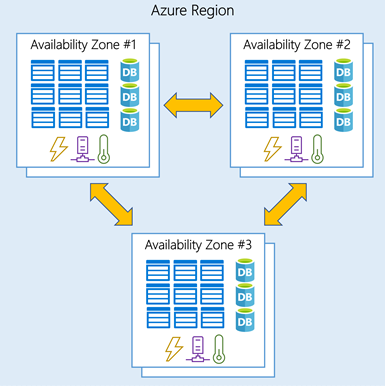 Azure Region
Availability Zone #1
DB
DB
DB
Availability Zone #2
DB
DB
DB
Availability Zone #3
DB
DB
DB